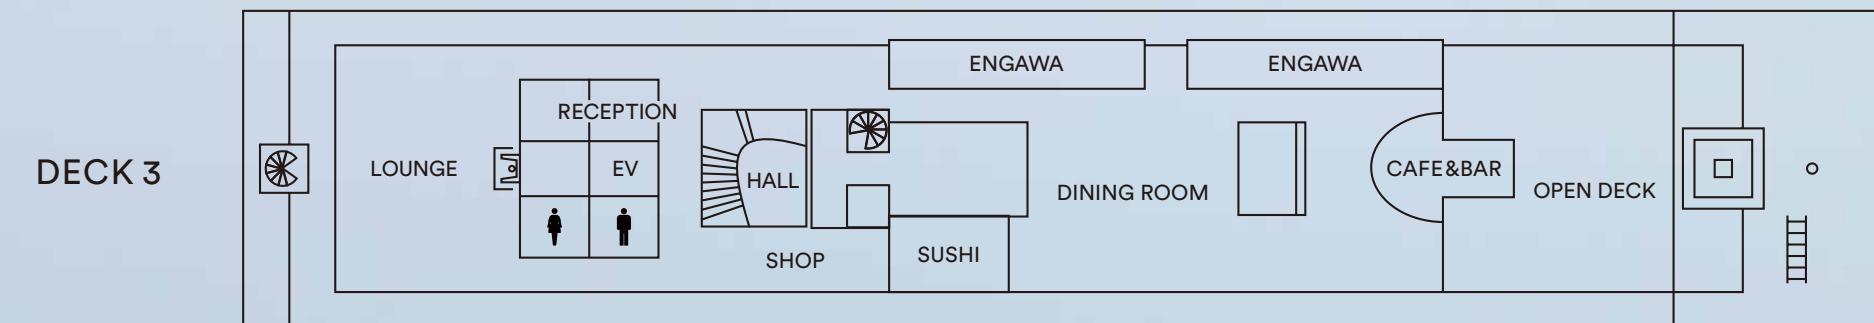 DECK 3
ENGAWA
ENGAWA
RECEPTION
LOUNGE
EV
HALL
CAFE&BAR
DINING ROOM
OPEN DECK
SHOP
SUSHI